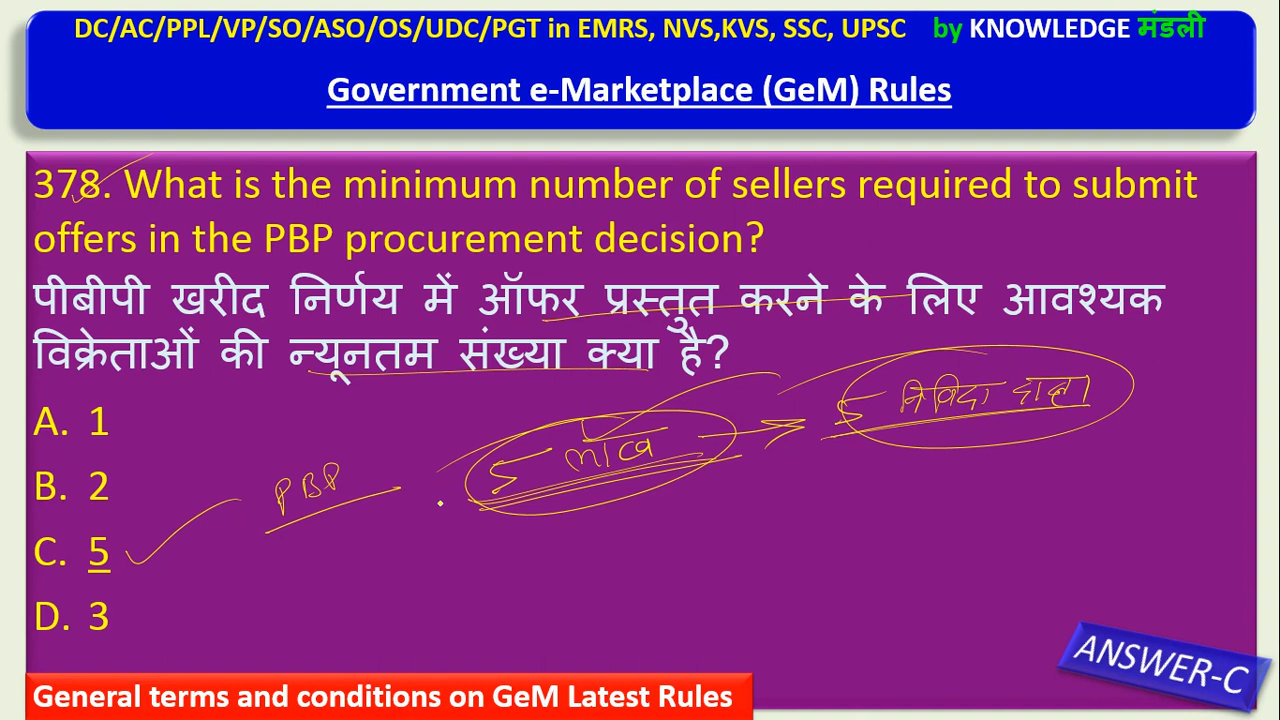 DC/AC/PPL/VP/SO/ASO/OS/UDC/PGT in EMRS, NVS,KVS, SSC, UPSC by KNOWLEDGE मंडली
Government e-Marketplace (GeM) Rules
378. What is the minimum number of sellers required to submit
offers in the PBP procurement decision?
पीबीपी खरीद निर्णय में ऑफर प्रस्तुत करने के लिए आवश्यक
विक्रेताओं की न्यूनतम संख्या क्या है?
5 निविदा
A. 1
5 लाख
PBP
B. 2
C. 5
D. 3
ANSWER-C
General terms and conditions on GeM Latest Rules